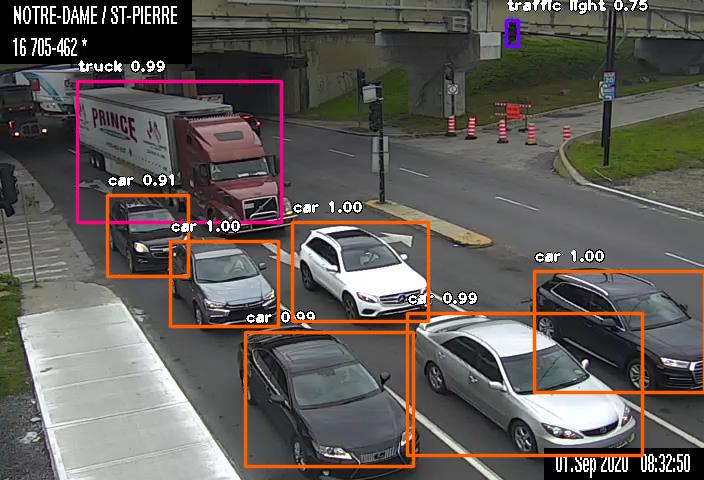 NOTRE-DAME / ST-PIERRE
16 705-462 *
traffic light 0.75
truck 0.99
PRINCE
car 0.91
car 1.00
car 1.00
car 1.00
car 0.99
car 0.99
01.Sep 2020 08:32:50